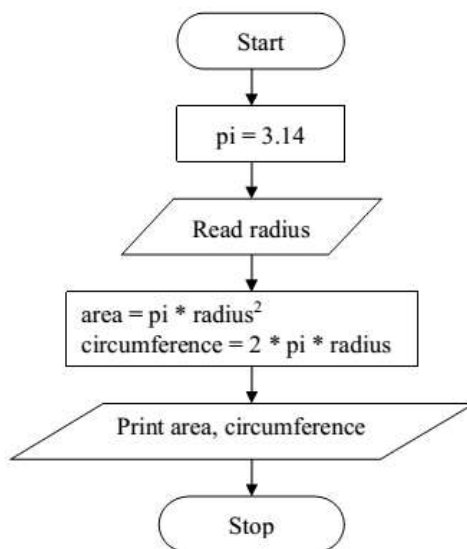 Start
pi = 3.14
Read radius
area = pi * radius²
circumference = 2 * pi * radius
Print area, circumference
Stop